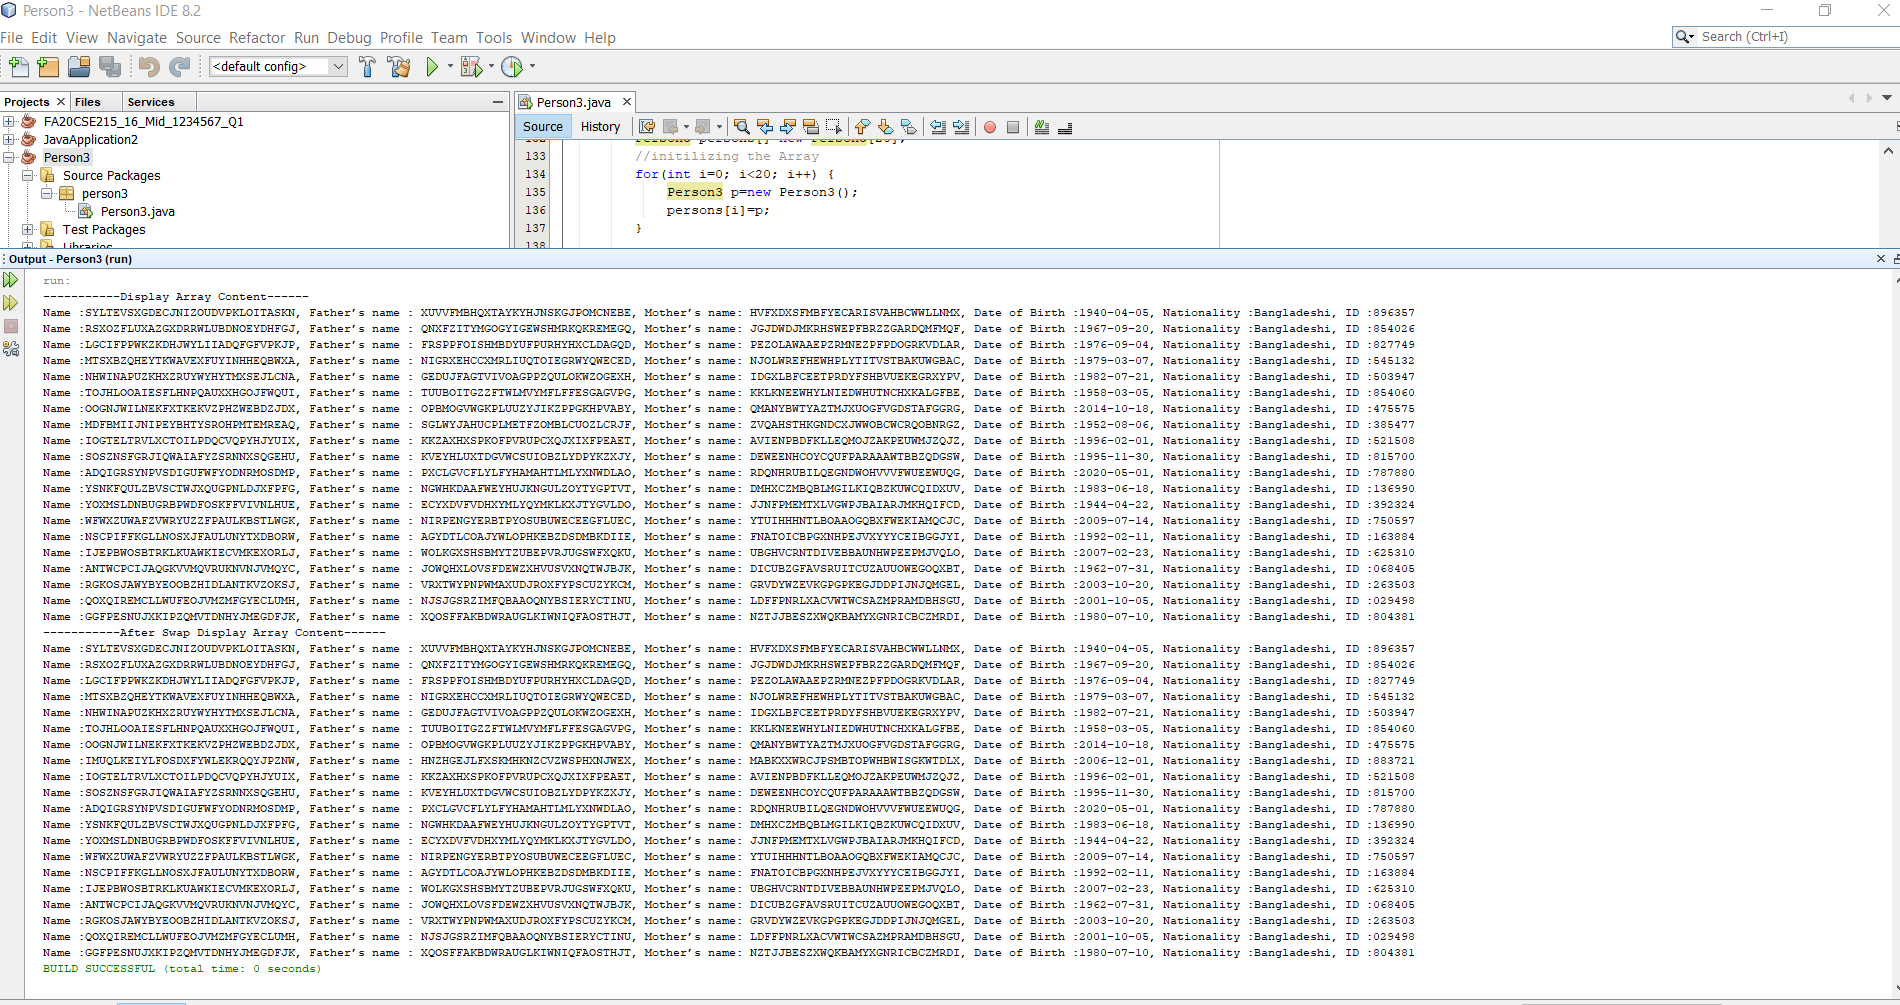 Person3 - NetBeans IDE 8.2
File Edit View Navigate Source Refactor Run Debug Profile Team Tools Window Help
Search (Ctrl+I)
<default config>
Projects Files Services
FA20CSE215_16_Mid_1234567_Q1
JavaApplication2
Person3
Source Packages
person3
Person3.java
Test Packages
Libraries
Person3.java
Source History
133 //initilizing the Array
134 for(int i=0; i<20; i++) {
135 Person3 p=new Person3();
136 persons[i]=p;
137 }
138
Output - Person3 (run)
run:
-----------Display Array Content------
Name :SYLTEVSXGDECJNIZOUDVPKLOITASKN, Father's name : XUVVFMBHQXTAYKYHJNSKGJPOMCNEBE, Mother's name: HVFXDXSFMBFYECARISVAHBCWWLLNMX, Date of Birth :1940-04-05, Nationality :Bangladeshi, ID :896357
Name :RSXOZFLUXAZGXDRRWLUBDNOEYDHFGJ, Father's name : QNXFZITYMGOGYIGEWSHMRKQKREMEGQ, Mother's name: JGJDWDJMKRHSWEPFBRZZGARDQMFMQF, Date of Birth :1967-09-20, Nationality :Bangladeshi, ID :854026
Name :LGCIFPPWKZKDHJWYLIIADQFGFVPKJP, Father's name : FRSPPFOISHMBDYUFPURHYHXCLDAGQD, Mother's name: PEZOLAWAAEPZRMNEZPFPDOGRKVDLAR, Date of Birth :1976-09-04, Nationality :Bangladeshi, ID :827749
Name :MTSXBZQHEYTKWAVEXFUYINHHEQBWXA, Father's name : NIGRXEHCCXMRLIUQTOIEGRWYQWECED, Mother's name: NJOLWREFHEWHPLYTITVSTBAKUWGBAC, Date of Birth :1979-03-07, Nationality :Bangladeshi, ID :545132
Name :NHWINAPUZKHXZRUYWYHYTMXSEJLCNA, Father's name : GEDUJFAGTVIVOAGPPZQULOKWZOGEXH, Mother's name: IDGXLBFCEETPRDYFSHBVUEKEGRXYPV, Date of Birth :1982-07-21, Nationality :Bangladeshi, ID :503947
Name :TOJHLOOAIESFLHNPQAUXXHGOJFWQUI, Father's name : TUUBOITGZZFTWLMVYMFLFFESGAGVPG, Mother's name: KKLKNEEWHYLNIEDWHUTNCHXKALGFBE, Date of Birth :1958-03-05, Nationality :Bangladeshi, ID :854060
Name :OOGNJWILNEKFXTKEKVZPHZWEBDZJDX, Father's name : OPBMOGVWGKPLUUZYJIKZPPGKHPVABY, Mother's name: QMANYBWTYAZTMJXUOGFVGDSTAFGGRG, Date of Birth :2014-10-18, Nationality :Bangladeshi, ID :475575
Name :MDFBMIIJNIPEYBHTYSROHPMTEMREAQ, Father's name : SGLWYJAHUCPLMETFZOMBLCUOZLCRJF, Mother's name: ZVQAHSTHKGNDCXJWWOBCWCRQOBNRGZ, Date of Birth :1952-08-06, Nationality :Bangladeshi, ID :385477
Name :IOGTELTRVLXCTOILPDQCVQPYHJYUIX, Father's name : KKZAXHXSPKOFPVRUPCXQJXIXFPEAET, Mother's name: AVIENPBDFKLLEQMOJZAKPEUWMJZQJZ, Date of Birth :1996-02-01, Nationality :Bangladeshi, ID :521508
Name :SOSZNSFGRJIQWAIAFYZSRNNXSQGEHU, Father's name : KVEYHLUXTDGVWCSUIOBZLYDPYKZXJY, Mother's name: DEWEENHCOYCQUFPARAAAWTBBZQDGSW, Date of Birth :1995-11-30, Nationality :Bangladeshi, ID :815700
Name :ADQIGRSYNPVSDIGUFWFYODNRMOSDMP, Father's name : PXCLGVCFLYLFYHAMAHTLMLYXNWDLAO, Mother's name: RDQNHRUBILQEGNDWOHVVVFWUEEWUQG, Date of Birth :2020-05-01, Nationality :Bangladeshi, ID :787880
Name :YSNKFQULZBVSCTWJXQUGPNLDJXFPFG, Father's name : NGWHKDAAFWEYHUJKNGULZOYTYGPTVT, Mother's name: DMHXCZMBQBLMGILKIQBZKUWCQIDXUV, Date of Birth :1983-06-18, Nationality :Bangladeshi, ID :136990
Name :YOXMSLDNBUGRBPWDFOSKFFVIVNLHUE, Father's name : ECYXDVFVDHXYMLYQYMKLKXJTYGVLDO, Mother's name: JJNFPMEMTXLVGWPJBAIARJMKHQIFCD, Date of Birth :1944-04-22, Nationality :Bangladeshi, ID :392324
Name :WFWXZUWAFZVWRYUZZFPAULKBSTLWGK, Father's name : NIRPENGYERBTPYOSUBUWECEEGFLUEC, Mother's name: YTUIHHHNTLBOAAOGQBXFWEKIAMQCJC, Date of Birth :2009-07-14, Nationality :Bangladeshi, ID :750597
Name :NSCPIFFKGLLNOSXJFAULUNYTXDBORW, Father's name : AGYDTLCOAJYWLOPHKEBZDSDMBKDIIE, Mother's name: FNATOICBPGXNHPEJVXYYYCEIBGGJYI, Date of Birth :1992-02-11, Nationality :Bangladeshi, ID :163884
Name :IJEPBWOSBTRKLKUAWKIECVMKEXORLJ, Father's name : WOLKGXSHSBMYTZUBEPVRJUGSWFXQKU, Mother's name: UBGHVCRNTDIVEBBAUNHWPEEPMJVQLO, Date of Birth :2007-02-23, Nationality :Bangladeshi, ID :625310
Name :ANTWCPCIJAQGKVVMQVRUKNVNJVMQYC, Father's name : JOWQHXLOVSFDEWZXHVUSVXNQTWJBJK, Mother's name: DICUBZGFAVSRUITCUZAUUOWEGOQXBT, Date of Birth :1962-07-31, Nationality :Bangladeshi, ID :068405
Name :RGKOSJAWYBYEOOBZHIDLANTKVZOKSJ, Father's name : VRXTWYPNPWMAXUDJROXFYPSCUZYKCM, Mother's name: GRVDYWZEVKGPGPKEGJDDPIJNJQMGEL, Date of Birth :2003-10-20, Nationality :Bangladeshi, ID :263503
Name :QOXQIREMCLLWUFEOJVMZMFGYECLUMH, Father's name : NJSJGSRZIMFQBAAOQNYBSIERYCTINU, Mother's name: LDFFPNRLXACVWTWCSAZMPRAMDBHSGU, Date of Birth :2001-10-05, Nationality :Bangladeshi, ID :029498
Name :GGFPESNUJXKIPZQMVTDNHYJMEGDFJK, Father's name : XQOSFFAKBDWRAUGLKIWNIQFAOSTHJT, Mother's name: NZTJJBESZXWQKBAMYXGNRICBCZMRDI, Date of Birth :1980-07-10, Nationality :Bangladeshi, ID :804381
-----------After Swap Display Array Content------
Name :SYLTEVSXGDECJNIZOUDVPKLOITASKN, Father's name : XUVVFMBHQXTAYKYHJNSKGJPOMCNEBE, Mother's name: HVFXDXSFMBFYECARISVAHBCWWLLNMX, Date of Birth :1940-04-05, Nationality :Bangladeshi, ID :896357
Name :RSXOZFLUXAZGXDRRWLUBDNOEYDHFGJ, Father's name : QNXFZITYMGOGYIGEWSHMRKQKREMEGQ, Mother's name: JGJDWDJMKRHSWEPFBRZZGARDQMFMQF, Date of Birth :1967-09-20, Nationality :Bangladeshi, ID :854026
Name :LGCIFPPWKZKDHJWYLIIADQFGFVPKJP, Father's name : FRSPPFOISHMBDYUFPURHYHXCLDAGQD, Mother's name: PEZOLAWAAEPZRMNEZPFPDOGRKVDLAR, Date of Birth :1976-09-04, Nationality :Bangladeshi, ID :827749
Name :MTSXBZQHEYTKWAVEXFUYINHHEQBWXA, Father's name : NIGRXEHCCXMRLIUQTOIEGRWYQWECED, Mother's name: NJOLWREFHEWHPLYTITVSTBAKUWGBAC, Date of Birth :1979-03-07, Nationality :Bangladeshi, ID :545132
Name :NHWINAPUZKHXZRUYWYHYTMXSEJLCNA, Father's name : GEDUJFAGTVIVOAGPPZQULOKWZOGEXH, Mother's name: IDGXLBFCEETPRDYFSHBVUEKEGRXYPV, Date of Birth :1982-07-21, Nationality :Bangladeshi, ID :503947
Name :TOJHLOOAIESFLHNPQAUXXHGOJFWQUI, Father's name : TUUBOITGZZFTWLMVYMFLFFESGAGVPG, Mother's name: KKLKNEEWHYLNIEDWHUTNCHXKALGFBE, Date of Birth :1958-03-05, Nationality :Bangladeshi, ID :854060
Name :OOGNJWILNEKFXTKEKVZPHZWEBDZJDX, Father's name : OPBMOGVWGKPLUUZYJIKZPPGKHPVABY, Mother's name: QMANYBWTYAZTMJXUOGFVGDSTAFGGRG, Date of Birth :2014-10-18, Nationality :Bangladeshi, ID :475575
Name :IMUQLKEIYLFOSDXFYWLEKRQQYJPZNW, Father's name : HNZHGEJLFXSKMHKNZCVZWSPHXNJWEX, Mother's name: MABKXXWRCJPSMBTOPWHBWISGKWTDLX, Date of Birth :2006-12-01, Nationality :Bangladeshi, ID :883721
Name :IOGTELTRVLXCTOILPDQCVQPYHJYUIX, Father's name : KKZAXHXSPKOFPVRUPCXQJXIXFPEAET, Mother's name: AVIENPBDFKLLEQMOJZAKPEUWMJZQJZ, Date of Birth :1996-02-01, Nationality :Bangladeshi, ID :521508
Name :SOSZNSFGRJIQWAIAFYZSRNNXSQGEHU, Father's name : KVEYHLUXTDGVWCSUIOBZLYDPYKZXJY, Mother's name: DEWEENHCOYCQUFPARAAAWTBBZQDGSW, Date of Birth :1995-11-30, Nationality :Bangladeshi, ID :815700
Name :ADQIGRSYNPVSDIGUFWFYODNRMOSDMP, Father's name : PXCLGVCFLYLFYHAMAHTLMLYXNWDLAO, Mother's name: RDQNHRUBILQEGNDWOHVVVFWUEEWUQG, Date of Birth :2020-05-01, Nationality :Bangladeshi, ID :787880
Name :YSNKFQULZBVSCTWJXQUGPNLDJXFPFG, Father's name : NGWHKDAAFWEYHUJKNGULZOYTYGPTVT, Mother's name: DMHXCZMBQBLMGILKIQBZKUWCQIDXUV, Date of Birth :1983-06-18, Nationality :Bangladeshi, ID :136990
Name :YOXMSLDNBUGRBPWDFOSKFFVIVNLHUE, Father's name : ECYXDVFVDHXYMLYQYMKLKXJTYGVLDO, Mother's name: JJNFPMEMTXLVGWPJBAIARJMKHQIFCD, Date of Birth :1944-04-22, Nationality :Bangladeshi, ID :392324
Name :WFWXZUWAFZVWRYUZZFPAULKBSTLWGK, Father's name : NIRPENGYERBTPYOSUBUWECEEGFLUEC, Mother's name: YTUIHHHNTLBOAAOGQBXFWEKIAMQCJC, Date of Birth :2009-07-14, Nationality :Bangladeshi, ID :750597
Name :NSCPIFFKGLLNOSXJFAULUNYTXDBORW, Father's name : AGYDTLCOAJYWLOPHKEBZDSDMBKDIIE, Mother's name: FNATOICBPGXNHPEJVXYYYCEIBGGJYI, Date of Birth :1992-02-11, Nationality :Bangladeshi, ID :163884
Name :IJEPBWOSBTRKLKUAWKIECVMKEXORLJ, Father's name : WOLKGXSHSBMYTZUBEPVRJUGSWFXQKU, Mother's name: UBGHVCRNTDIVEBBAUNHWPEEPMJVQLO, Date of Birth :2007-02-23, Nationality :Bangladeshi, ID :625310
Name :ANTWCPCIJAQGKVVMQVRUKNVNJVMQYC, Father's name : JOWQHXLOVSFDEWZXHVUSVXNQTWJBJK, Mother's name: DICUBZGFAVSRUITCUZAUUOWEGOQXBT, Date of Birth :1962-07-31, Nationality :Bangladeshi, ID :068405
Name :RGKOSJAWYBYEOOBZHIDLANTKVZOKSJ, Father's name : VRXTWYPNPWMAXUDJROXFYPSCUZYKCM, Mother's name: GRVDYWZEVKGPGPKEGJDDPIJNJQMGEL, Date of Birth :2003-10-20, Nationality :Bangladeshi, ID :263503
Name :QOXQIREMCLLWUFEOJVMZMFGYECLUMH, Father's name : NJSJGSRZIMFQBAAOQNYBSIERYCTINU, Mother's name: LDFFPNRLXACVWTWCSAZMPRAMDBHSGU, Date of Birth :2001-10-05, Nationality :Bangladeshi, ID :029498
Name :GGFPESNUJXKIPZQMVTDNHYJMEGDFJK, Father's name : XQOSFFAKBDWRAUGLKIWNIQFAOSTHJT, Mother's name: NZTJJBESZXWQKBAMYXGNRICBCZMRDI, Date of Birth :1980-07-10, Nationality :Bangladeshi, ID :804381
BUILD SUCCESSFUL (total time: 0 seconds)